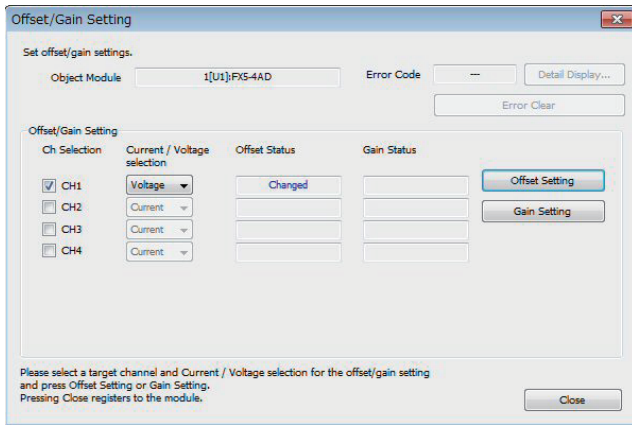 Offset/Gain Setting
Set offset/gain settings.
Object Module 1[U1]:FX5-4AD Error Code --- Detail Display...
Error Clear
Offset/Gain Setting
Ch Selection Current / Voltage selection Offset Status Gain Status
CH1 Voltage Changed Offset Setting
CH2 Current Gain Setting
CH3 Current
CH4 Current
Please select a target channel and Current / Voltage selection for the offset/gain setting
and press Offset Setting or Gain Setting.
Pressing Close registers to the module.
Close